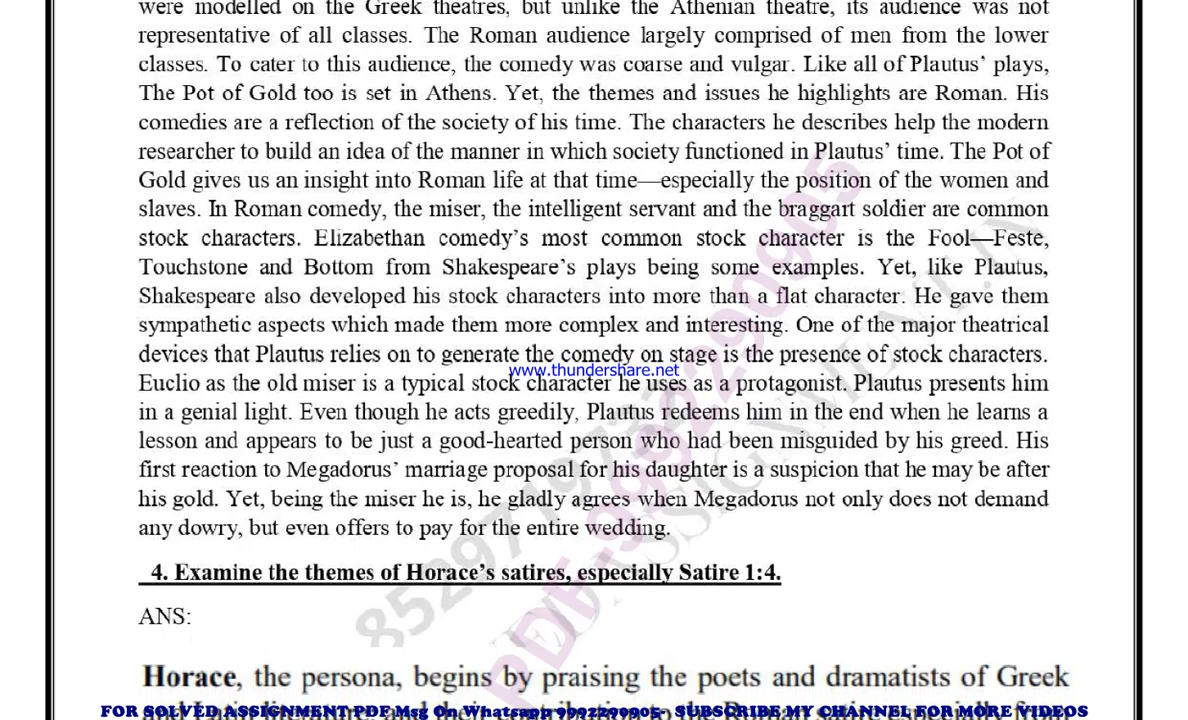 were modelled on the Greek theatres, but unlike the Athenian theatre, its audience was not
representative of all classes. The Roman audience largely comprised of men from the lower
classes. To cater to this audience, the comedy was coarse and vulgar. Like all of Plautus' plays,
The Pot of Gold too is set in Athens. Yet, the themes and issues he highlights are Roman. His
comedies are a reflection of the society of his time. The characters he describes help the modern
researcher to build an idea of the manner in which society functioned in Plautus' time. The Pot of
Gold gives us an insight into Roman life at that time—especially the position of the women and
slaves. In Roman comedy, the miser, the intelligent servant and the braggart soldier are common
stock characters. Elizabethan comedy's most common stock character is the Fool—Feste,
Touchstone and Bottom from Shakespeare's plays being some examples. Yet, like Plautus,
Shakespeare also developed his stock characters into more than a flat character. He gave them
sympathetic aspects which made them more complex and interesting. One of the major theatrical
devices that Plautus relies on to generate the comedy on stage is the presence of stock characters.
www.thundershare.net
Euclio as the old miser is a typical stock character he uses as a protagonist. Plautus presents him
in a genial light. Even though he acts greedily, Plautus redeems him in the end when he learns a
lesson and appears to be just a good-hearted person who had been misguided by his greed. His
first reaction to Megadorus' marriage proposal for his daughter is a suspicion that he may be after
his gold. Yet, being the miser he is, he gladly agrees when Megadorus not only does not demand
any dowry, but even offers to pay for the entire wedding.
4. Examine the themes of Horace's satires, especially Satire 1:4.
ANS:
Horace, the persona, begins by praising the poets and dramatists of Greek
FOR SOLVED ASSIGNMENT PDF Msg On Whatsapp 9992290905- SUBSCRIBE MY CHANNEL FOR MORE VIDEOS
PDF-9992290905